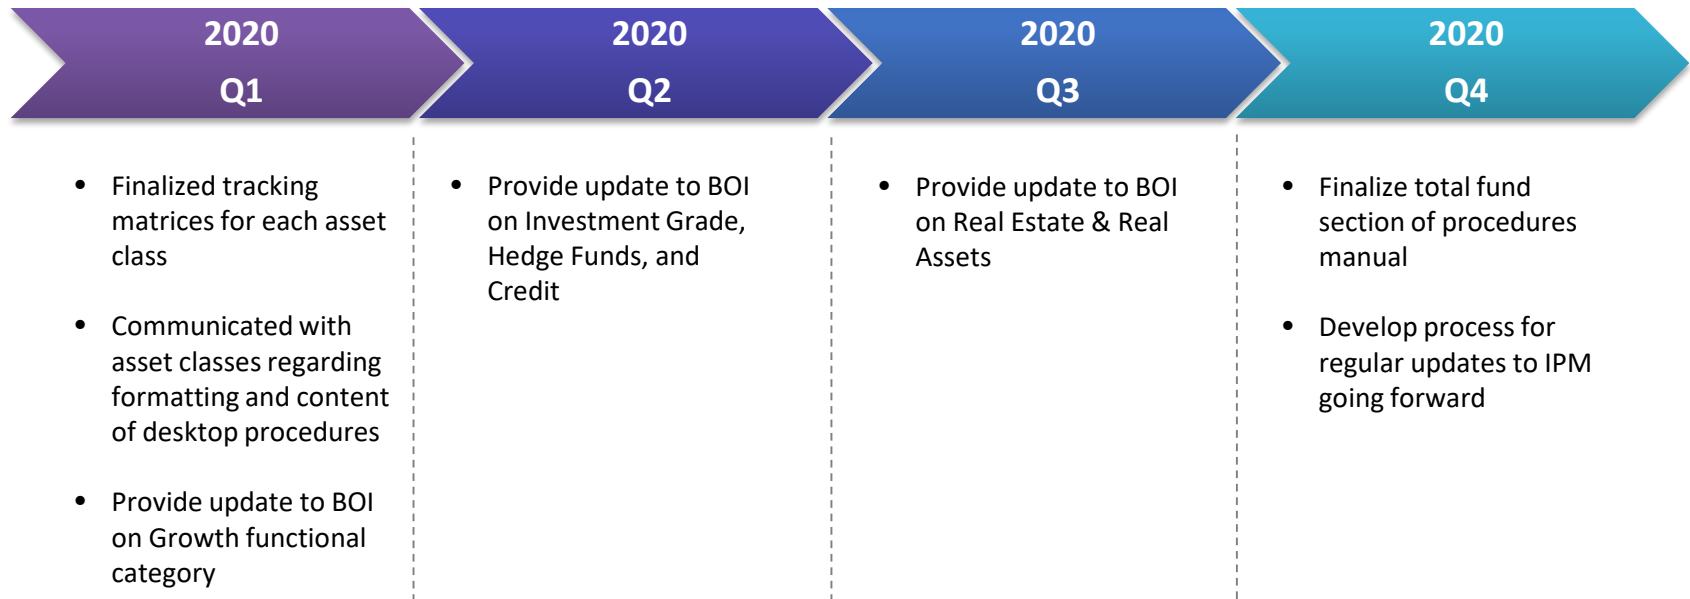 2020
Q1
2020
Q2
2020
Q3
2020
Q4
• Finalized tracking
matrices for each asset
class
• Communicated with
asset classes regarding
formatting and content
of desktop procedures
• Provide update to BOI
on Growth functional
category
• Provide update to BOI
on Investment Grade,
Hedge Funds, and
Credit
• Provide update to BOI
on Real Estate & Real
Assets
• Finalize total fund
section of procedures
manual
• Develop process for
regular updates to IPM
going forward